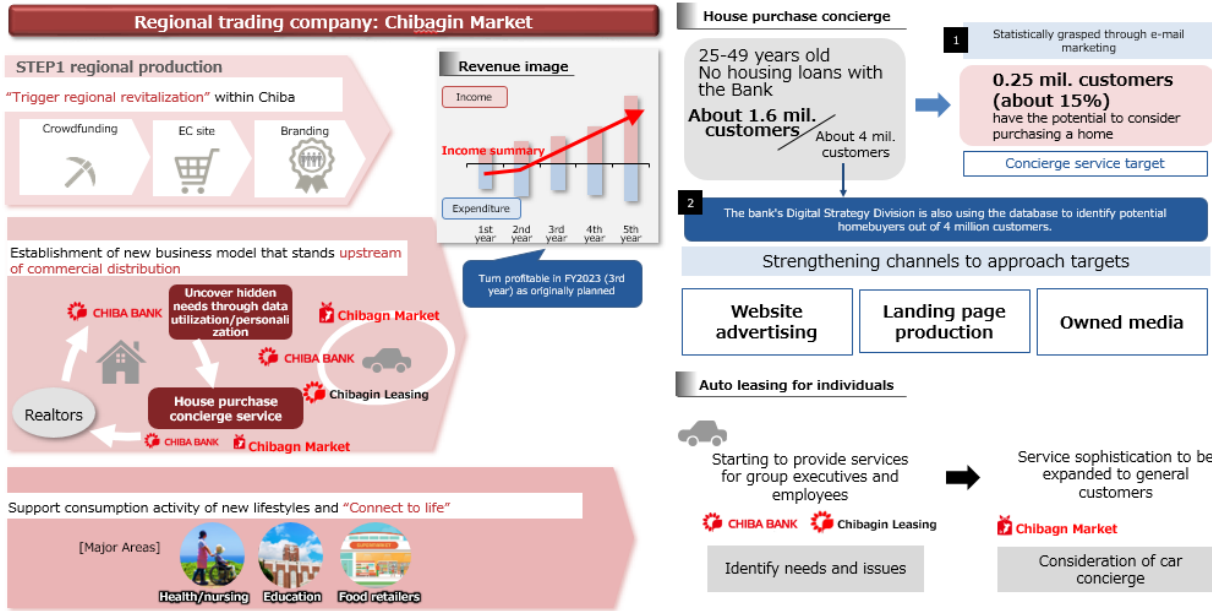 Regional trading company: Chibagin Market
STEP1 regional production
“Trigger regional revitalization” within Chiba
Crowdfunding
EC site
Branding
Revenue image
Income
Income summary
Expenditure
1st
year
2nd
year
3rd
year
4th
year
5th
year
Turn profitable in FY2023 (3rd
year) as originally planned
Establishment of new business model that stands upstream
of commercial distribution
CHIBA BANK
Uncover hidden
needs through data
utilization/personali
zation
Chibagn Market
CHIBA BANK
Chibagin Leasing
Realtors
House purchase
concierge service
CHIBA BANK
Chibagn Market
Support consumption activity of new lifestyles and “Connect to life”
[Major Areas]
SUPERMARKET
Health/nursing
Education
Food retailers
House purchase concierge
25-49 years old
No housing loans with
the Bank
About 1.6 mil.
customers
About 4 mil.
customers
1
Statistically grasped through e-mail
marketing
0.25 mil. customers
(about 15%)
have the potential to consider
purchasing a home
Concierge service target
2
The bank's Digital Strategy Division is also using the database to identify potential
homebuyers out of 4 million customers.
Strengthening channels to approach targets
Website
advertising
Landing page
production
Owned media
Auto leasing for individuals
Starting to provide services
for group executives and
employees
CHIBA BANK
Chibagin Leasing
Identify needs and issues
Service sophistication to be
expanded to general
customers
Chibagn Market
Consideration of car
concierge